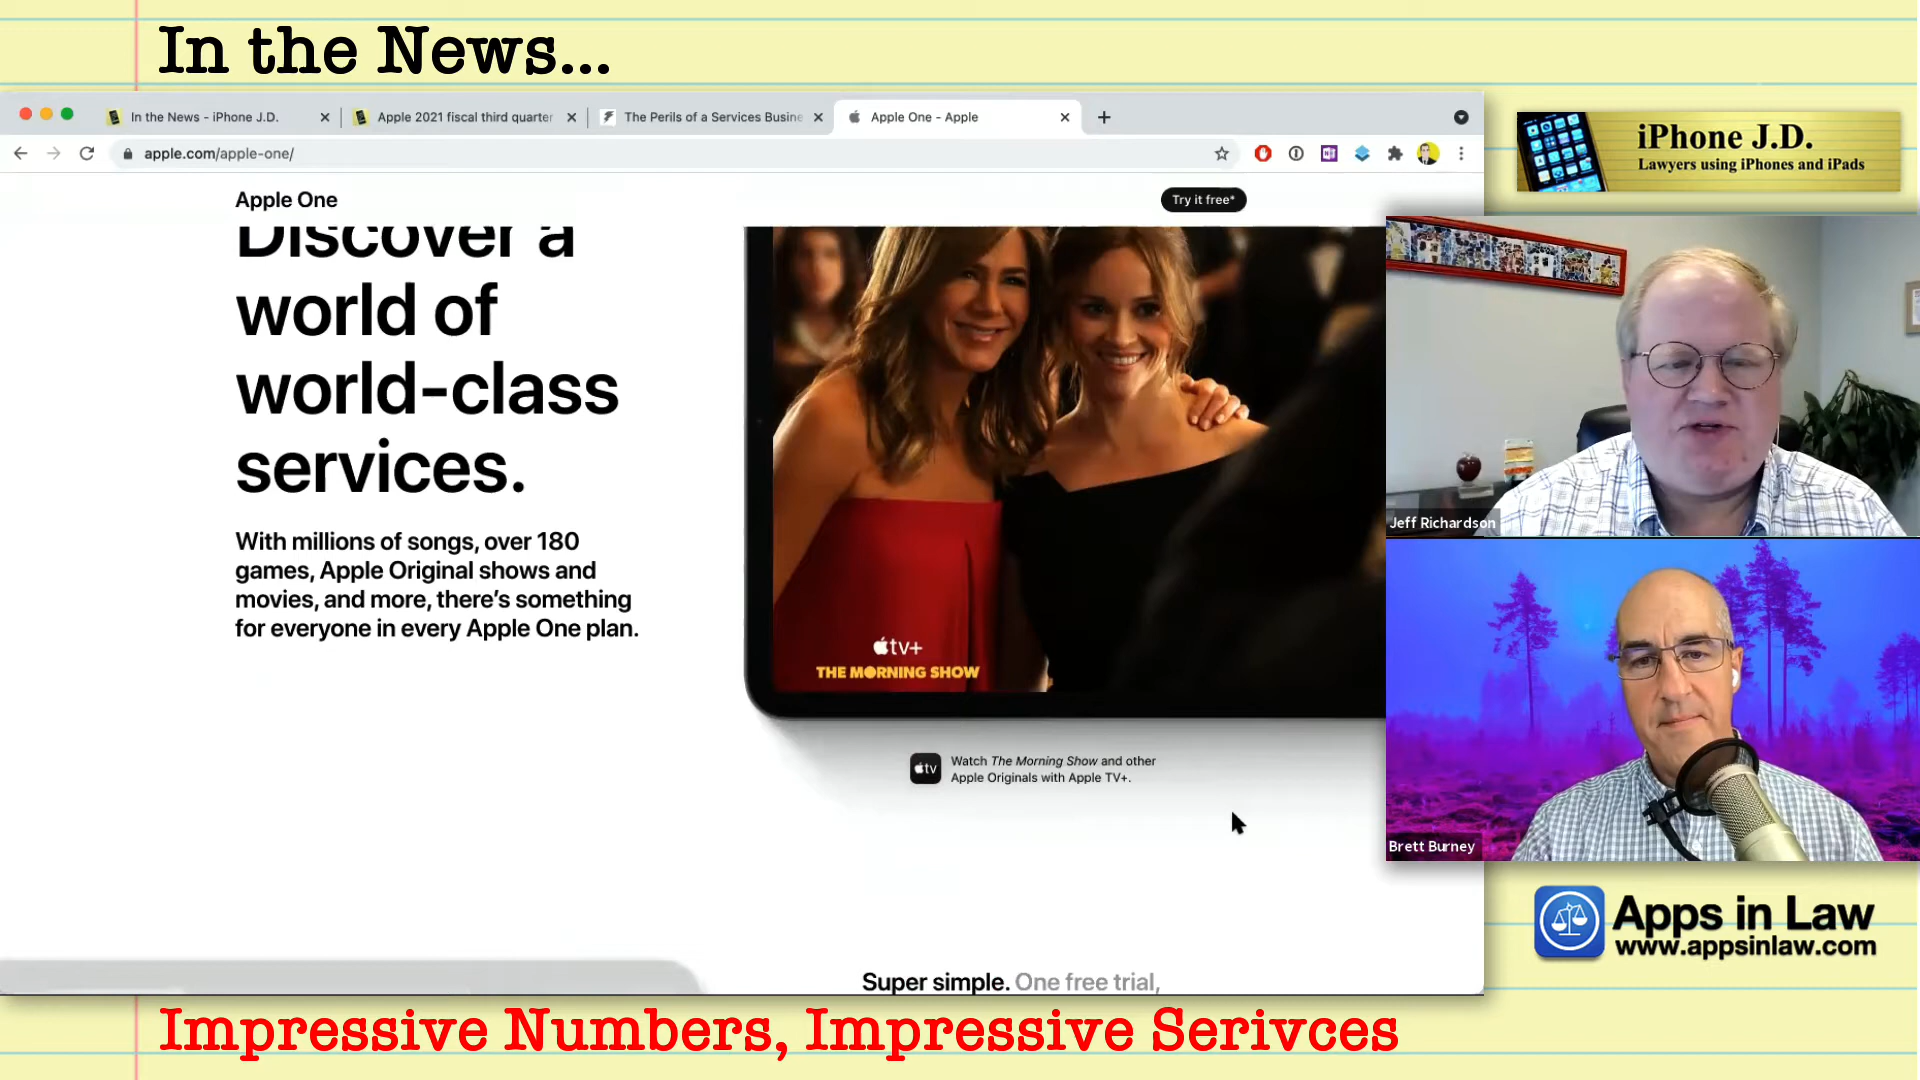 In the News...
In the News - iPhone J.D.
Apple 2021 fiscal third quarter
The Perils of a Services Busine
Apple One - Apple
apple.com/apple-one/
Apple One
Try it free*
Discover a
world of
world-class
services.
With millions of songs, over 180
games, Apple Original shows and
movies, and more, there's something
for everyone in every Apple One plan.
tv+
THE MORNING SHOW
tv
Watch The Morning Show and other
Apple Originals with Apple TV+.
Super simple. One free trial,
iPhone J.D.
Lawyers using iPhones and iPads
Jeff Richardson
Brett Burney
Apps in Law
www.appsinlaw.com
Impressive Numbers, Impressive Serivces